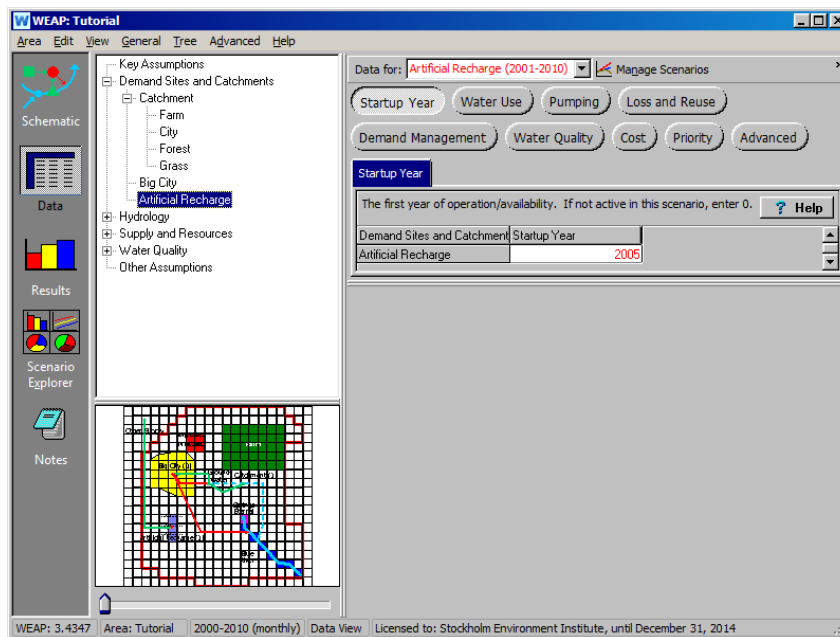 WEAP: Tutorial
Area Edit View General Tree Advanced Help
Schematic
Data
Results
Scenario
Explorer
Notes
Key Assumptions
Demand Sites and Catchments
Catchment
Farm
City
Forest
Grass
Big City
Artificial Recharge
Hydrology
Supply and Resources
Water Quality
Other Assumptions
Data for: Artificial Recharge (2001-2010) Manage Scenarios
Startup Year Water Use Pumping Loss and Reuse
Demand Management Water Quality Cost Priority Advanced
Startup Year
The first year of operation/availability. If not active in this scenario, enter 0. ? Help
Demand Sites and Catchment Startup Year
Artificial Recharge 2005
Big City (1)
WEAP: 3.4347 Area: Tutorial 2000-2010 (monthly) Data View Licensed to: Stockholm Environment Institute, until December 31, 2014